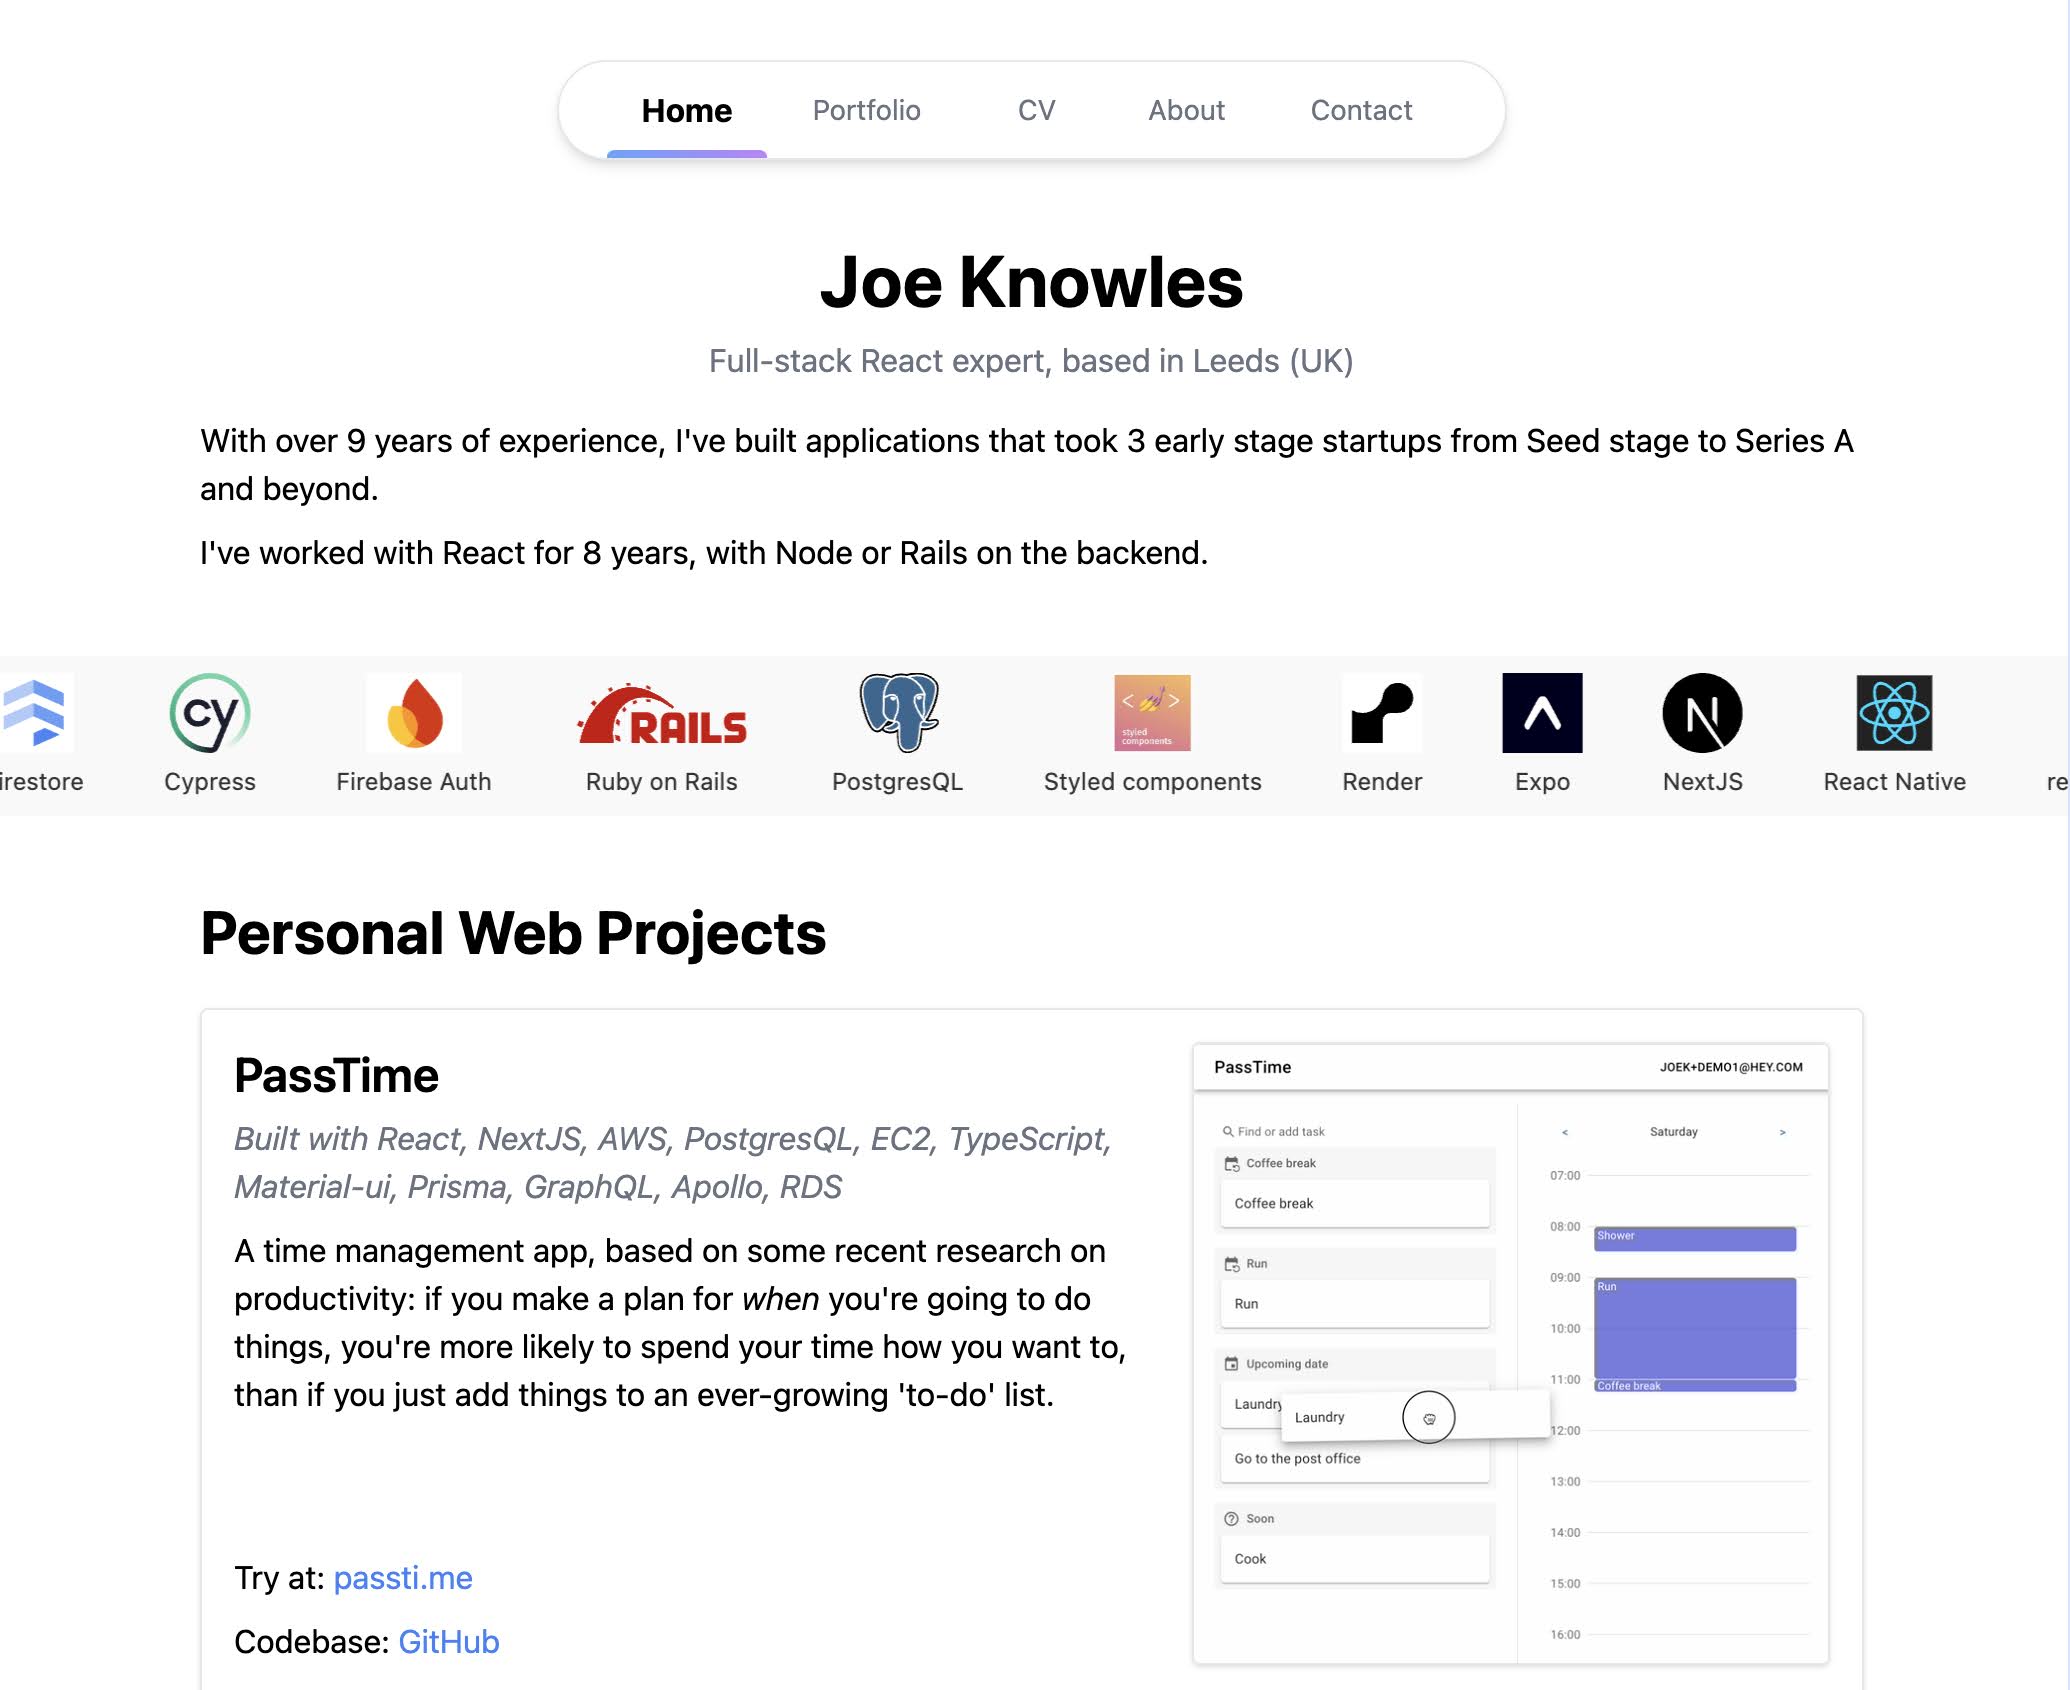 Home Portfolio CV About Contact
Joe Knowles
Full-stack React expert, based in Leeds (UK)
With over 9 years of experience, I've built applications that took 3 early stage startups from Seed stage to Series A
and beyond.
I've worked with React for 8 years, with Node or Rails on the backend.
cy RAILS <> styled components N
irestore Cypress Firebase Auth Ruby on Rails PostgresQL Styled components Render Expo NextJS React Native re
Personal Web Projects
PassTime
Built with React, NextJS, AWS, PostgresQL, EC2, TypeScript,
Material-ui, Prisma, GraphQL, Apollo, RDS
A time management app, based on some recent research on
productivity: if you make a plan for when you're going to do
things, you're more likely to spend your time how you want to,
than if you just add things to an ever-growing 'to-do' list.
Try at: passti.me
Codebase: GitHub
PassTime JOEK+DEMO1@HEY.COM
Find or add task
Coffee break
Coffee break
Run
Run
Upcoming date
Laundry
Laundry
Go to the post office
Soon
Cook
< Saturday >
07:00
08:00
Shower
09:00
Run
10:00
11:00
Coffee break
12:00
13:00
14:00
15:00
16:00